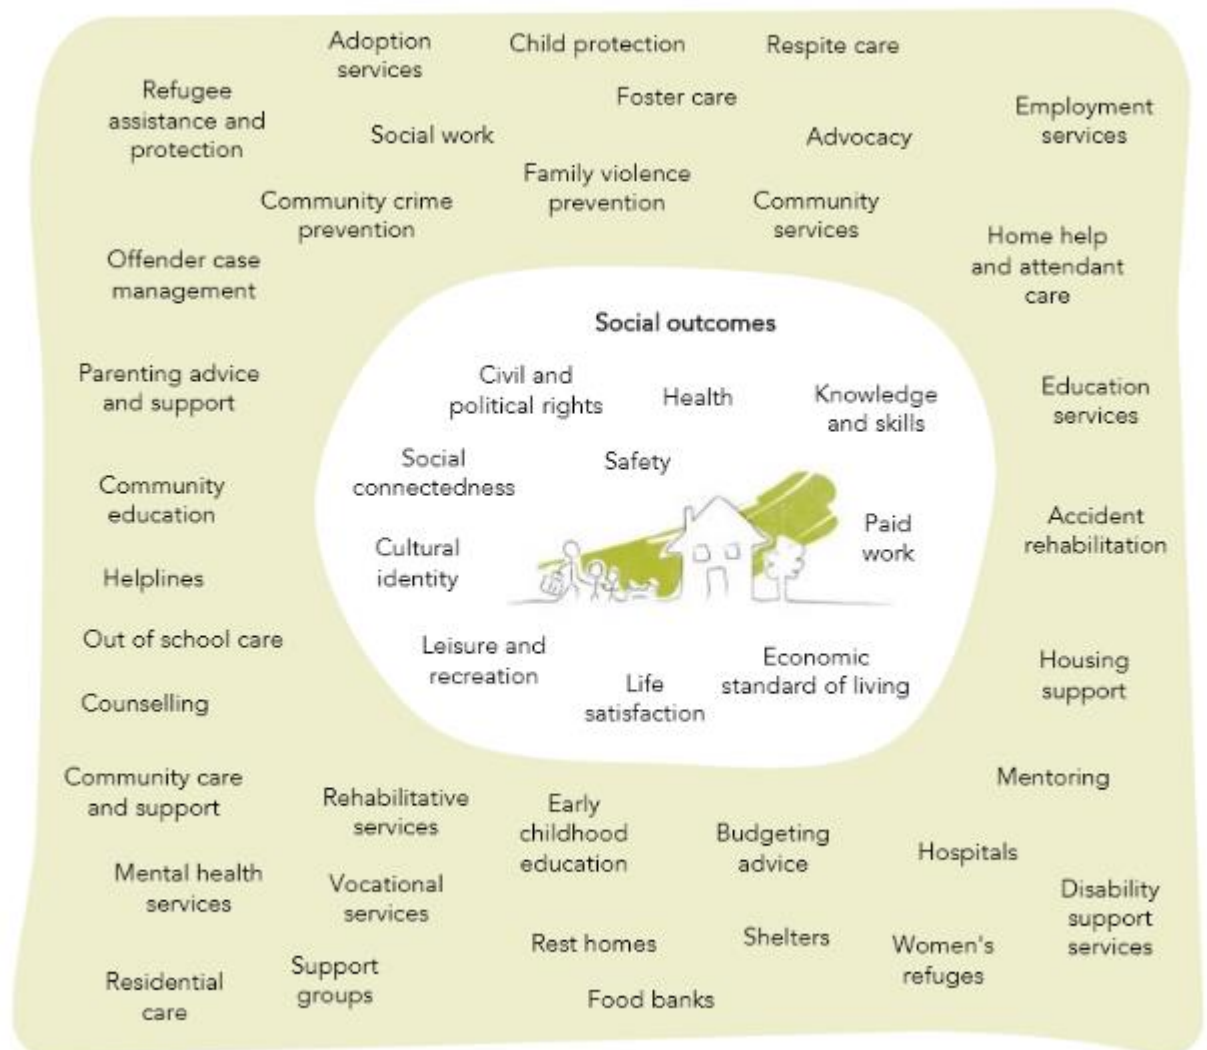 Adoption
services
Child protection
Respite care
Refugee
assistance and
protection
Foster care
Employment
services
Social work
Advocacy
Family violence
prevention
Community crime
prevention
Community
services
Home help
and attendant
care
Offender case
management
Social outcomes
Parenting advice
and support
Civil and
political rights
Health
Knowledge
and skills
Education
services
Social
connectedness
Safety
Community
education
Accident
rehabilitation
Paid
work
Cultural
identity
Helplines
Out of school care
Leisure and
recreation
Economic
standard of living
Life
satisfaction
Housing
support
Counselling
Community care
and support
Mentoring
Rehabilitative
services
Early
childhood
education
Budgeting
advice
Hospitals
Mental health
services
Vocational
services
Disability
support
services
Rest homes
Shelters
Women's
refuges
Residential
care
Support
groups
Food banks